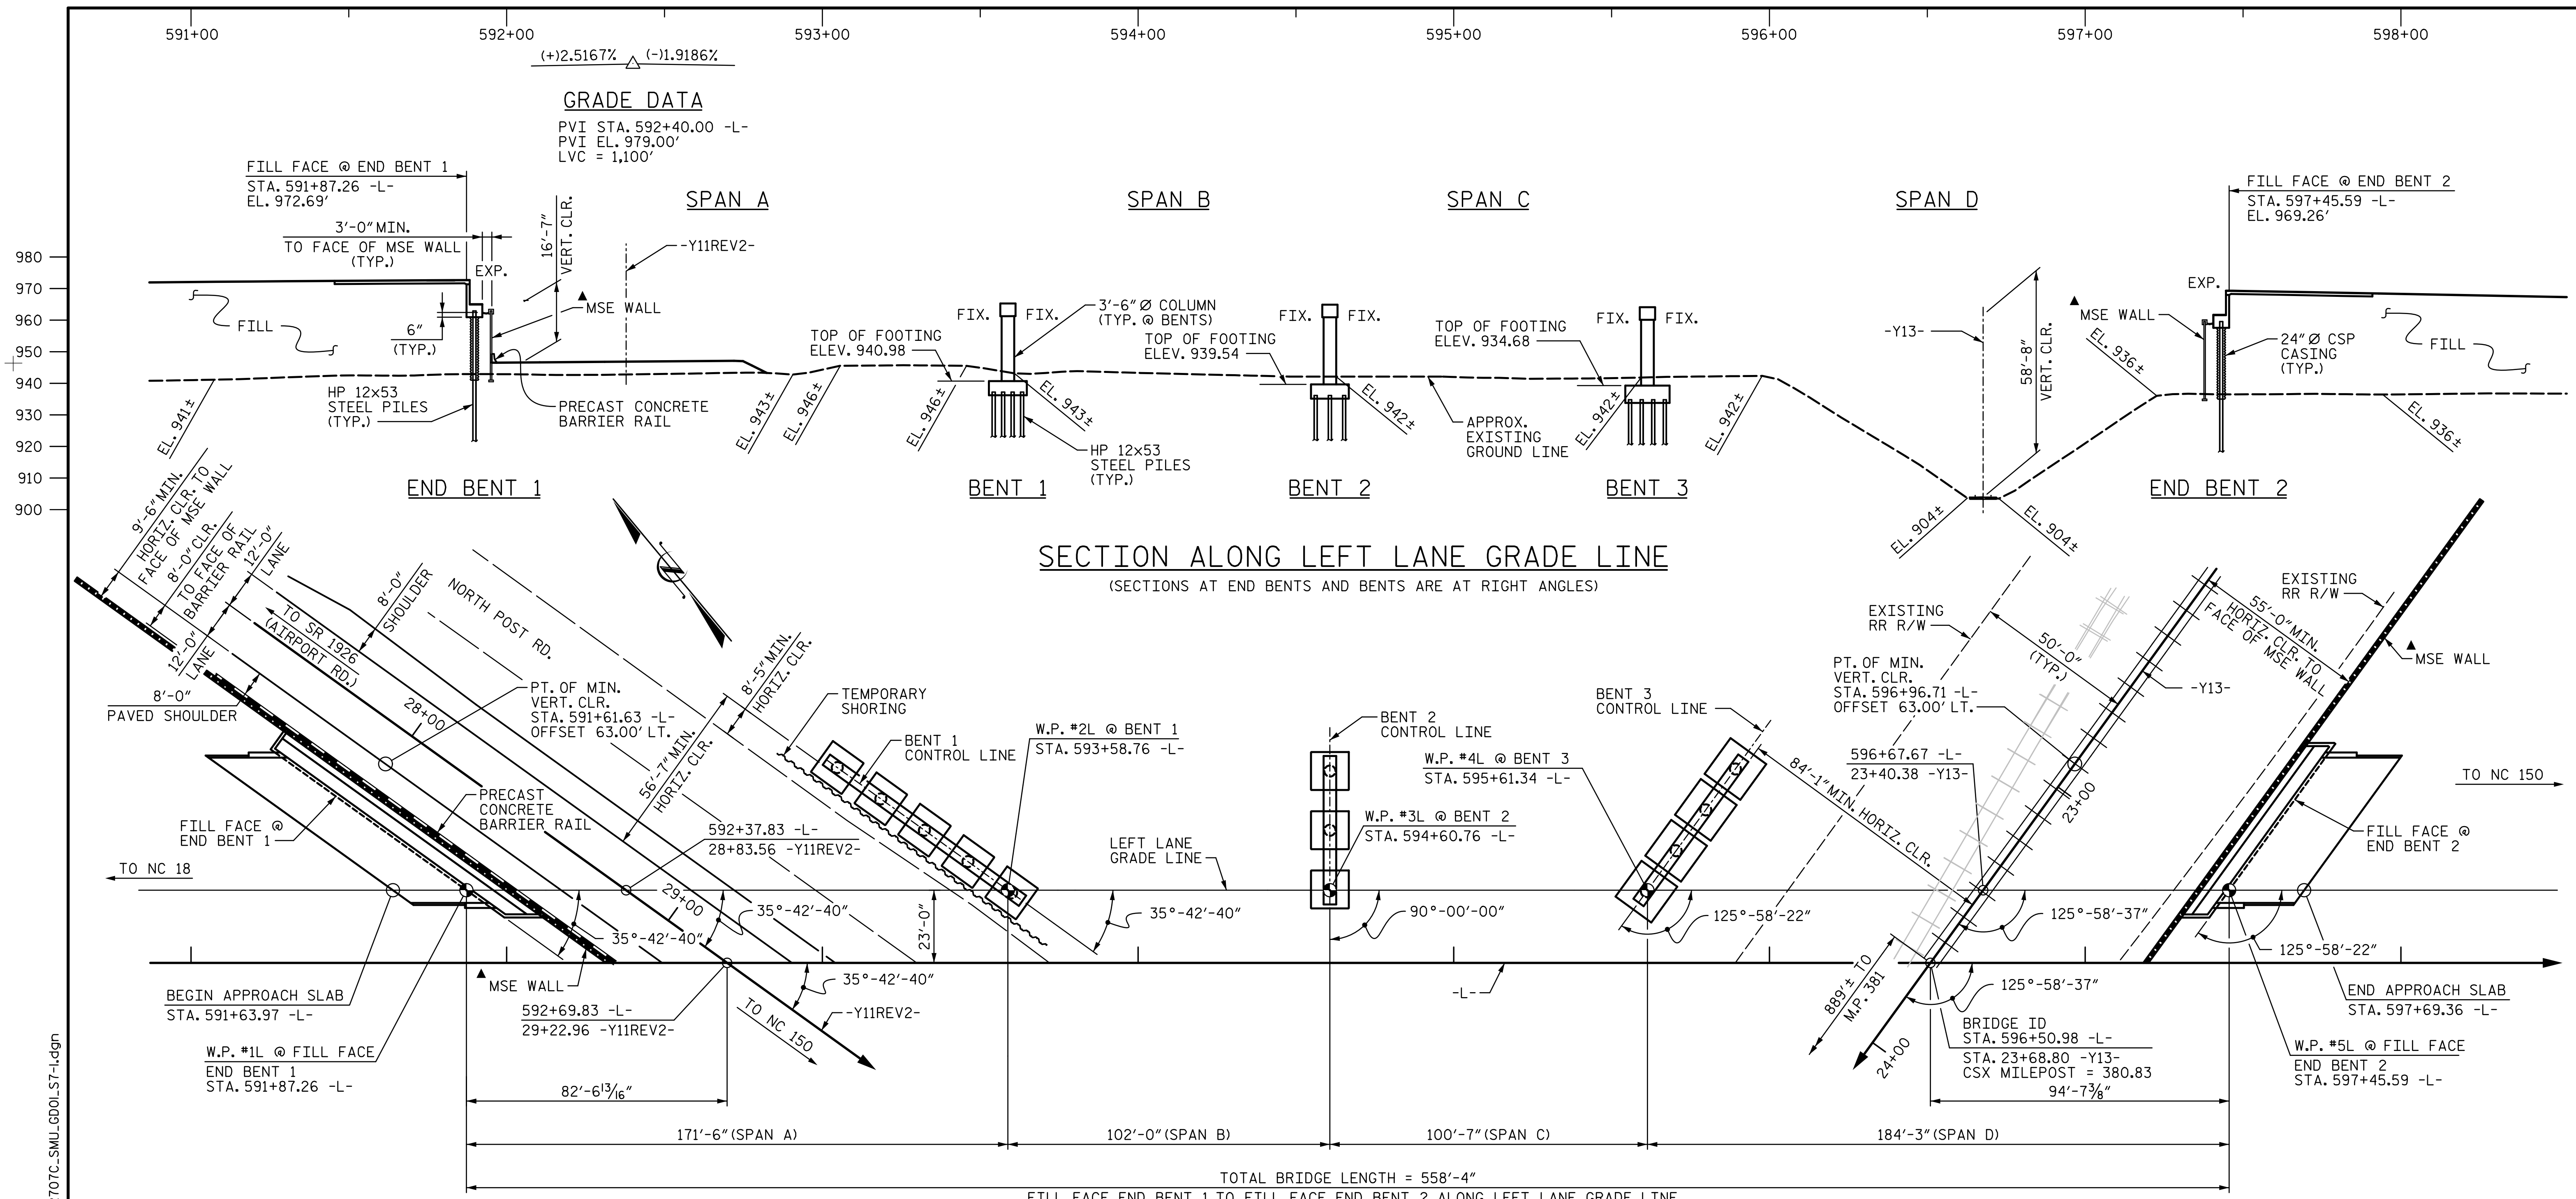 591+00
592+00
593+00
594+00
595+00
596+00
597+00
598+00
(+)2.5167% (-)1.9186%
GRADE DATA
PVI STA. 592+40.00 -L-
PVI EL. 979.00'
LVC = 1,100'
FILL FACE @ END BENT 1
STA. 591+87.26 -L-
EL. 972.69'
SPAN A
SPAN B
SPAN C
SPAN D
FILL FACE @ END BENT 2
STA. 597+45.59 -L-
EL. 969.26'
3'-0" MIN.
TO FACE OF MSE WALL
(TYP.)
EXP.
16'-7"
VERT. CLR.
-Y11REV2-
▲
MSE WALL
980
970
960
950
940
930
920
910
900
FILL
6"
(TYP.)
HP 12x53
STEEL PILES
(TYP.)
PRECAST CONCRETE
BARRIER RAIL
EL. 941±
EL. 943±
EL. 946±
EL. 946±
TOP OF FOOTING
ELEV. 940.98
FIX.
FIX.
3'-6" Ø COLUMN
(TYP. @ BENTS)
EL. 943±
HP 12x53
STEEL PILES
(TYP.)
TOP OF FOOTING
ELEV. 939.54
FIX.
FIX.
EL. 942±
APPROX.
EXISTING
GROUND LINE
TOP OF FOOTING
ELEV. 934.68
FIX.
FIX.
EL. 942±
EL. 942±
-Y13-
58'-8"
VERT. CLR.
EL. 904±
EL. 904±
EL. 936±
▲
MSE WALL
EXP.
24" Ø CSP
CASING
(TYP.)
FILL
EL. 936±
END BENT 1
BENT 1
BENT 2
BENT 3
END BENT 2
SECTION ALONG LEFT LANE GRADE LINE
(SECTIONS AT END BENTS AND BENTS ARE AT RIGHT ANGLES)
9'-6" MIN.
HORIZ. CLR. TO
FACE OF MSE WALL
8'-0" CLR.
TO FACE OF
BARRIER RAIL
12'-0"
LANE
12'-0"
LANE
TO SR 1926
(AIRPORT RD.)
8'-0"
SHOULDER
NORTH POST RD.
8'-0"
PAVED SHOULDER
28+00
PT. OF MIN.
VERT. CLR.
STA. 591+61.63 -L-
OFFSET 63.00' LT.
56'-7" MIN.
HORIZ. CLR.
8'-5" MIN.
HORIZ. CLR.
TEMPORARY
SHORING
BENT 1
CONTROL LINE
W.P. #2L @ BENT 1
STA. 593+58.76 -L-
BENT 2
CONTROL LINE
W.P. #3L @ BENT 2
STA. 594+60.76 -L-
BENT 3
CONTROL LINE
W.P. #4L @ BENT 3
STA. 595+61.34 -L-
84'-1" MIN. HORIZ. CLR.
EXISTING
RR R/W
50'-0"
(TYP.)
PT. OF MIN.
VERT. CLR.
STA. 596+96.71 -L-
OFFSET 63.00' LT.
596+67.67 -L-
23+40.38 -Y13-
23+00
-Y13-
55'-0" MIN.
HORIZ. CLR. TO
FACE OF MSE WALL
EXISTING
RR R/W
▲
MSE WALL
TO NC 150
FILL FACE @
END BENT 2
FILL FACE @
END BENT 1
PRECAST
CONCRETE
BARRIER RAIL
592+37.83 -L-
28+83.56 -Y11REV2-
LEFT LANE
GRADE LINE
TO NC 18
29+00
35°-42'-40"
35°-42'-40"
23'-0"
35°-42'-40"
90°-00'-00"
125°-58'-22"
125°-58'-37"
125°-58'-22"
▲
MSE WALL
35°-42'-40"
-L-
889'± TO
M.P. 381
125°-58'-37"
BEGIN APPROACH SLAB
STA. 591+63.97 -L-
592+69.83 -L-
29+22.96 -Y11REV2-
TO NC 150
-Y11REV2-
24+00
BRIDGE ID
STA. 596+50.98 -L-
STA. 23+68.80 -Y13-
CSX MILEPOST = 380.83
END APPROACH SLAB
STA. 597+69.36 -L-
W.P. #1L @ FILL FACE
END BENT 1
STA. 591+87.26 -L-
W.P. #5L @ FILL FACE
END BENT 2
STA. 597+45.59 -L-
82'-6 13/16"
94'-7 3/8"
171'-6" (SPAN A)
102'-0" (SPAN B)
100'-7" (SPAN C)
184'-3" (SPAN D)
TOTAL BRIDGE LENGTH = 558'-4"
FILL FACE END BENT 1 TO FILL FACE END BENT 2 ALONG LEFT LANE GRADE LINE
707C_SMU_GD01_S7-1.dgn